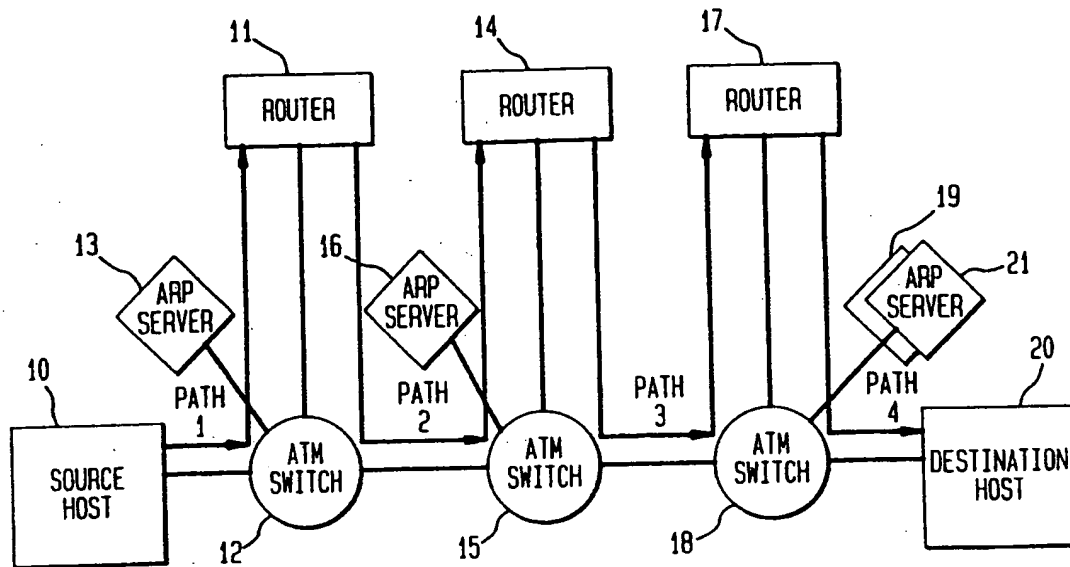 11
14
17
ROUTER
ROUTER
ROUTER
13
16
19
21
ARP
SERVER
ARP
SERVER
ARP
SERVER
10
PATH
1
PATH
2
PATH
3
PATH
4
20
SOURCE
HOST
ATM
SWITCH
ATM
SWITCH
ATM
SWITCH
DESTINATION
HOST
12
15
18